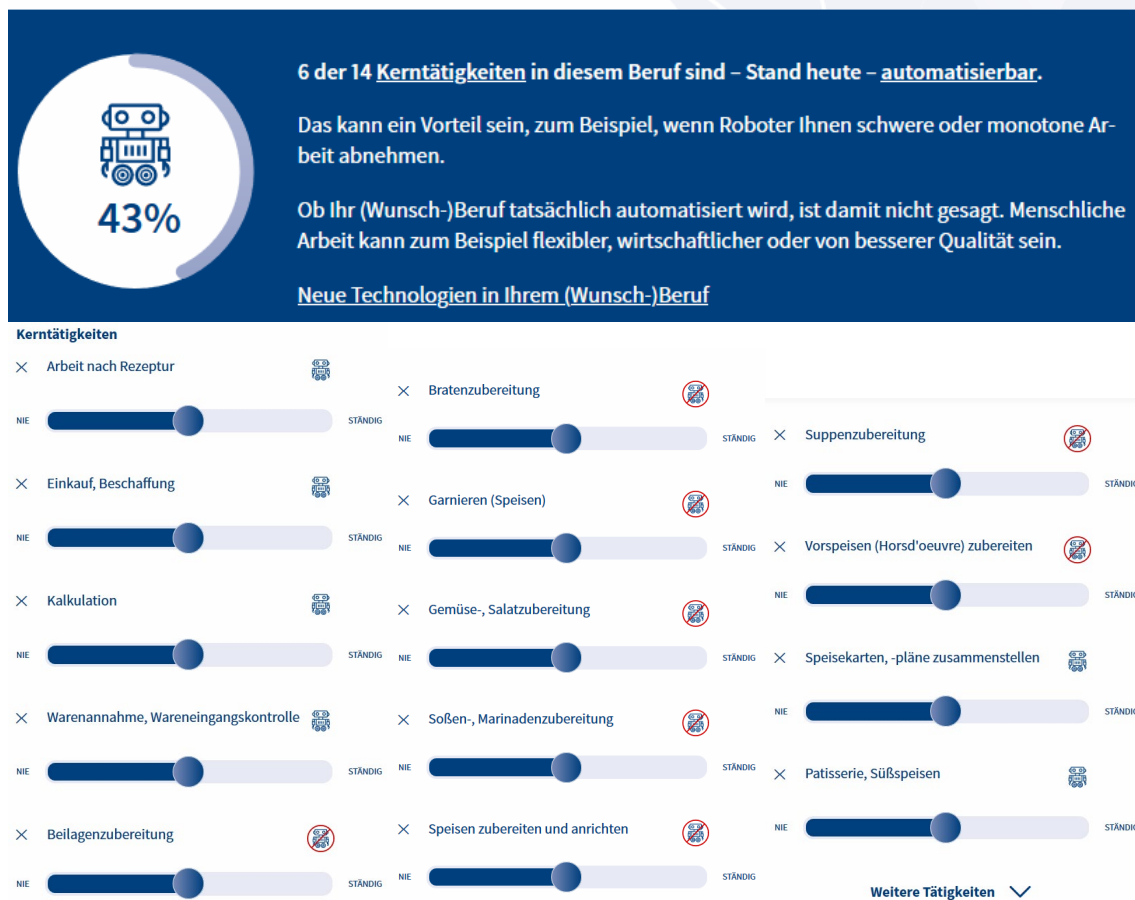 43%
6 der 14 Kerntätigkeiten in diesem Beruf sind – Stand heute – automatisierbar.
Das kann ein Vorteil sein, zum Beispiel, wenn Roboter Ihnen schwere oder monotone Ar-
beit abnehmen.
Ob Ihr (Wunsch-)Beruf tatsächlich automatisiert wird, ist damit nicht gesagt. Menschliche
Arbeit kann zum Beispiel flexibler, wirtschaftlicher oder von besserer Qualität sein.
Neue Technologien in Ihrem (Wunsch-)Beruf
Kerntätigkeiten
Arbeit nach Rezeptur
NIE STÄNDIG
Einkauf, Beschaffung
NIE STÄNDIG
Kalkulation
NIE STÄNDIG
Warenannahme, Wareneingangskontrolle
NIE STÄNDIG
Beilagenzubereitung
NIE STÄNDIG
Bratenzubereitung
NIE STÄNDIG
Garnieren (Speisen)
NIE STÄNDIG
Gemüse-, Salatzubereitung
NIE STÄNDIG
Soßen-, Marinadenzubereitung
NIE STÄNDIG
Speisen zubereiten und anrichten
NIE STÄNDIG
Suppenzubereitung
NIE STÄNDIG
Vorspeisen (Horsd'oeuvre) zubereiten
NIE STÄNDIG
Speisekarten, -pläne zusammenstellen
NIE STÄNDIG
Patisserie, Süßspeisen
NIE STÄNDIG
Weitere Tätigkeiten